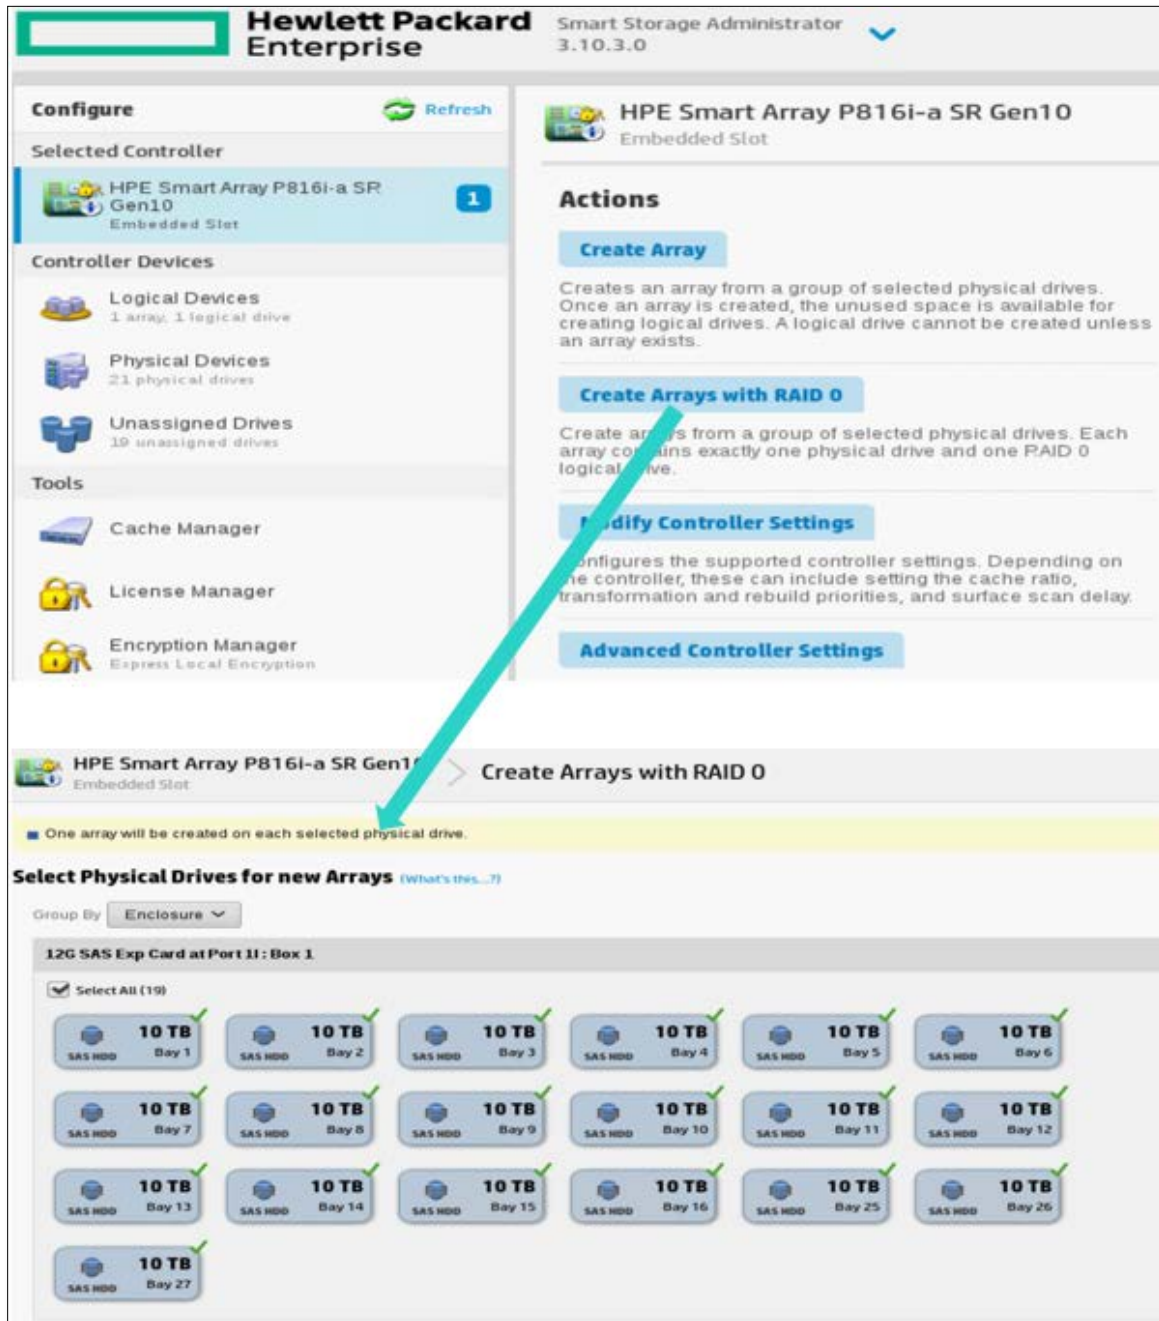 Hewlett Packard
Enterprise
Smart Storage Administrator
3.10.3.0
Configure
Refresh
Selected Controller
HPE Smart Array P816i-a SR
Gen10
Embedded Slot
1
Controller Devices
Logical Devices
1 array, 1 logical drive
Physical Devices
21 physical drives
Unassigned Drives
19 unassigned drives
Tools
Cache Manager
License Manager
Encryption Manager
Express Local Encryption
HPE Smart Array P816i-a SR Gen10
Embedded Slot
Actions
Create Array
Creates an array from a group of selected physical drives.
Once an array is created, the unused space is available for
creating logical drives. A logical drive cannot be created unless
an array exists.
Create Arrays with RAID 0
Create arrays from a group of selected physical drives. Each
array contains exactly one physical drive and one RAID 0
logical drive.
Modify Controller Settings
Configures the supported controller settings. Depending on
the controller, these can include setting the cache ratio,
transformation and rebuild priorities, and surface scan delay.
Advanced Controller Settings
HPE Smart Array P816i-a SR Gen10
Embedded Slot
Create Arrays with RAID 0
One array will be created on each selected physical drive.
Select Physical Drives for new Arrays (What's this...?)
Group By Enclosure
12G SAS Exp Card at Port 1I : Box 1
Select All (19)
10 TB 10 TB 10 TB 10 TB 10 TB 10 TB
SAS HDD Bay 1 SAS HDD Bay 2 SAS HDD Bay 3 SAS HDD Bay 4 SAS HDD Bay 5 SAS HDD Bay 6
10 TB 10 TB 10 TB 10 TB 10 TB 10 TB
SAS HDD Bay 7 SAS HDD Bay 8 SAS HDD Bay 9 SAS HDD Bay 10 SAS HDD Bay 11 SAS HDD Bay 12
10 TB 10 TB 10 TB 10 TB 10 TB 10 TB
SAS HDD Bay 13 SAS HDD Bay 14 SAS HDD Bay 15 SAS HDD Bay 16 SAS HDD Bay 25 SAS HDD Bay 26
10 TB
SAS HDD Bay 27